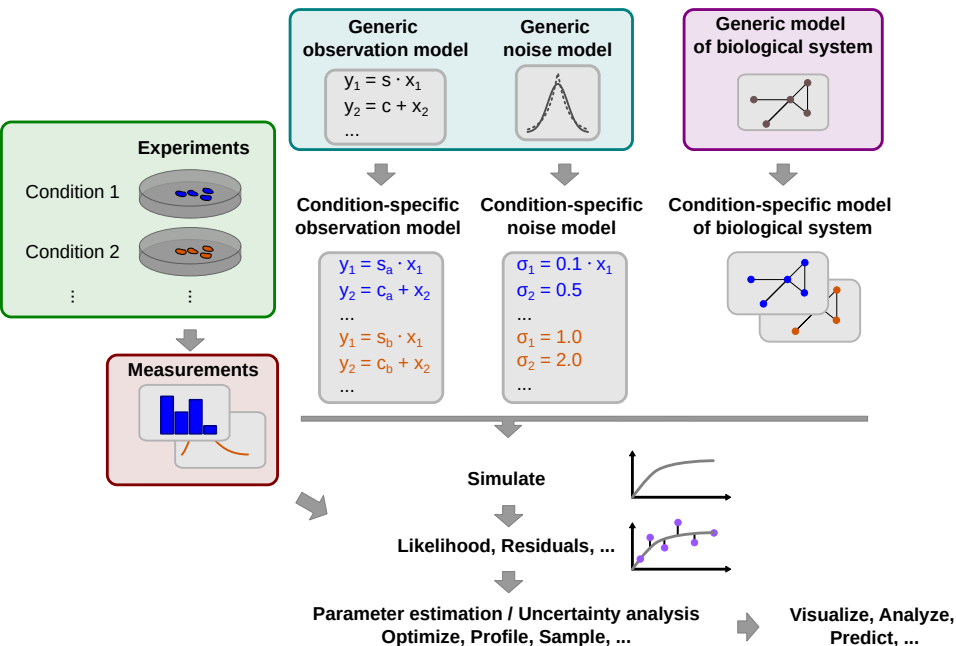 Generic
observation model
y₁ = s · x₁
y₂ = c + x₂
...
Generic
noise model
Generic model
of biological system
Experiments
Condition 1
Condition 2
⋮ ⋮
Measurements
Condition-specific
observation model
y₁ = sₐ · x₁
y₂ = cₐ + x₂
...
y₁ = s_b · x₁
y₂ = c_b + x₂
...
Condition-specific
noise model
σ₁ = 0.1 · x₁
σ₂ = 0.5
...
σ₁ = 1.0
σ₂ = 2.0
...
Condition-specific model
of biological system
Simulate
Likelihood, Residuals, ...
Parameter estimation / Uncertainty analysis
Optimize, Profile, Sample, ...
Visualize, Analyze,
Predict, ...